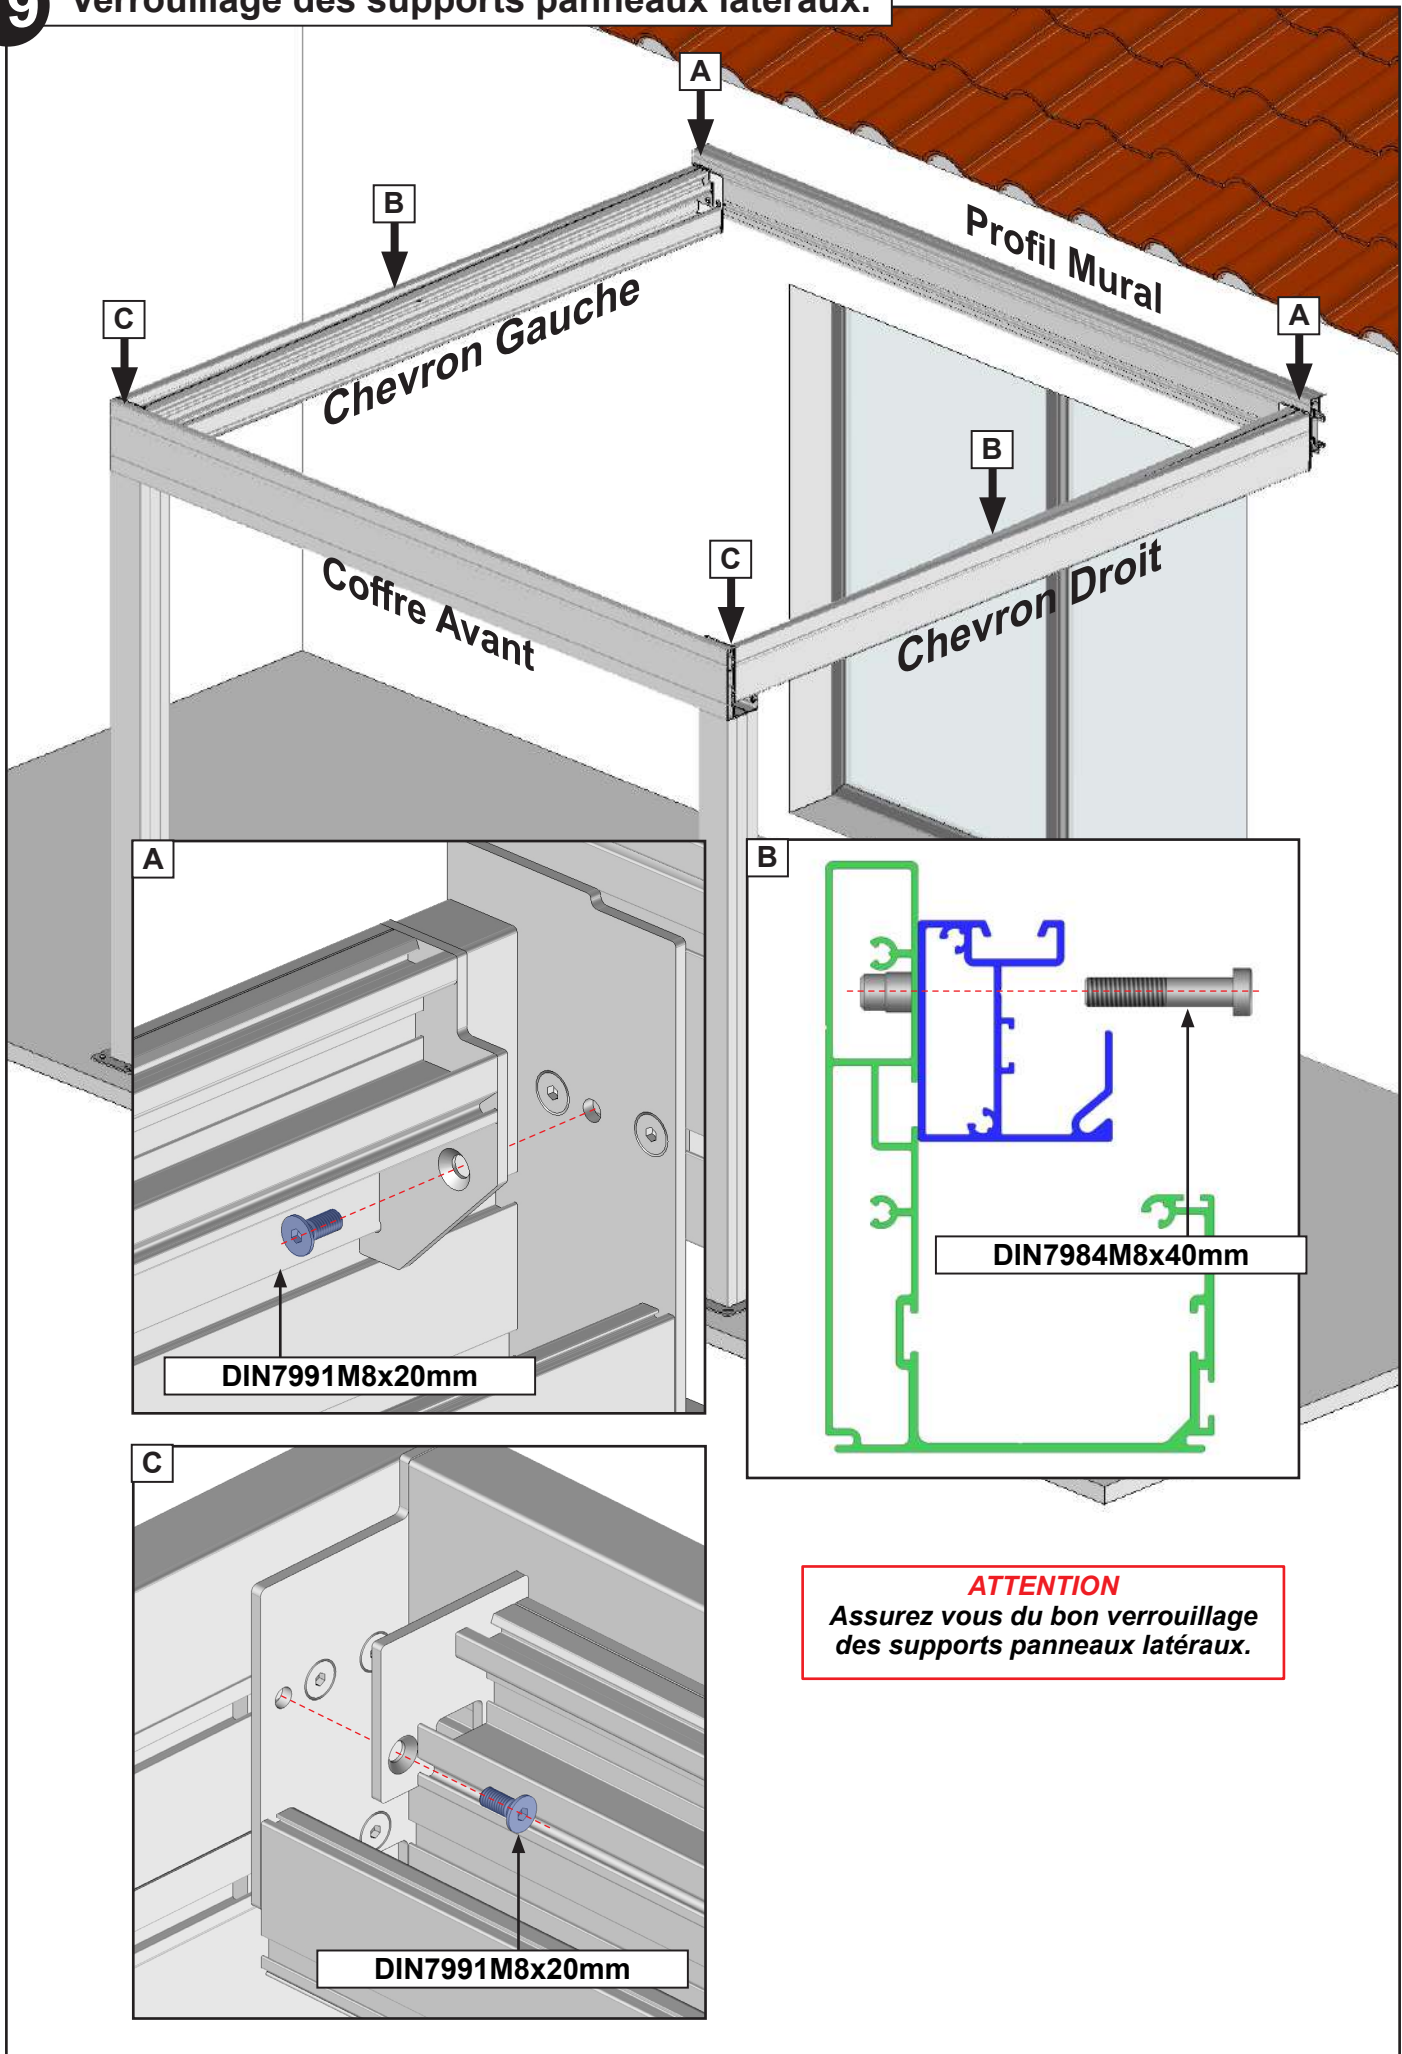 9 Verrouillage des supports panneaux latéraux.
A
B
Profil Mural
C
A
Chevron Gauche
B
C
Coffre Avant
Chevron Droit
A
B
DIN7984M8x40mm
DIN7991M8x20mm
C
ATTENTION
Assurez vous du bon verrouillage
des supports panneaux latéraux.
DIN7991M8x20mm